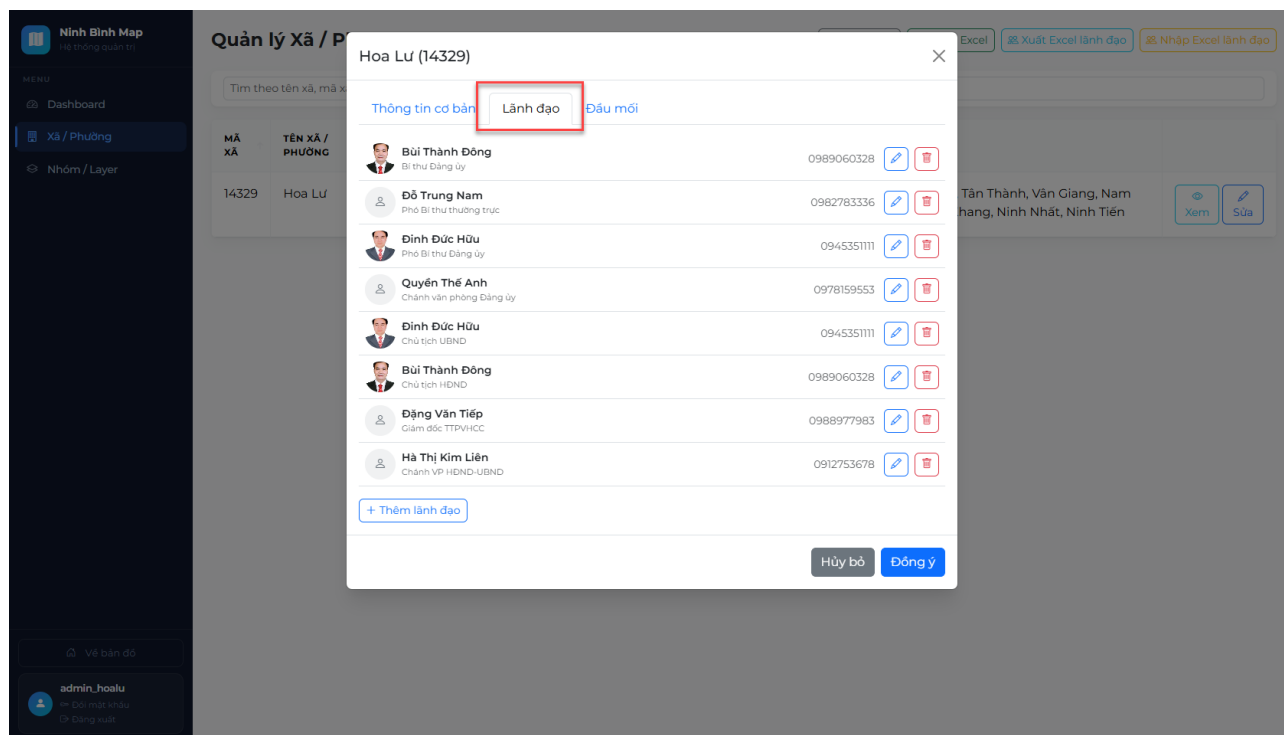 Ninh Bình Map
Hệ thống quản trị
MENU
Dashboard
Xã / Phường
Nhóm / Layer
Về bản đồ
admin_hoalu
Đổi mật khẩu
Đăng xuất
Quản lý Xã / P
Excel
Xuất Excel lãnh đạo
Nhập Excel lãnh đạo
Tìm theo tên xã, mã x
MÃ XÃ
TÊN XÃ / PHƯỜNG
14329
Hoa Lư
Tân Thành, Vân Giang, Nam
Khang, Ninh Nhất, Ninh Tiến
Xem
Sửa
Hoa Lư (14329)
Thông tin cơ bản
Lãnh đạo
Đầu mối
Bùi Thành Đông
Bí thư Đảng ủy
0989060328
Đỗ Trung Nam
Phó Bí thư thường trực
0982783336
Đinh Đức Hữu
Phó Bí thư Đảng ủy
0945351111
Quyền Thế Anh
Chánh văn phòng Đảng ủy
0978159553
Đinh Đức Hữu
Chủ tịch UBND
0945351111
Bùi Thành Đông
Chủ tịch HĐND
0989060328
Đặng Văn Tiếp
Giám đốc TTPVHCC
0988977983
Hà Thị Kim Liên
Chánh VP HĐND-UBND
0912753678
+ Thêm lãnh đạo
Hủy bỏ
Đồng ý